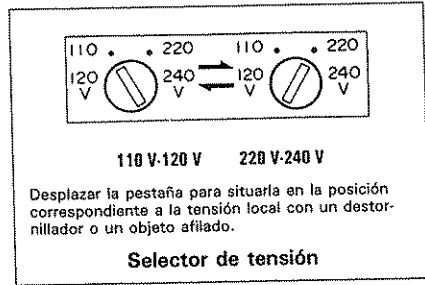 110 • • 220 110 • • 220
120 240 120 240
V V V V
110 V-120 V 220 V-240 V
Desplazar la pestaña para situarla en la posición
correspondiente a la tensión local con un destor-
nillador o un objeto afilado.
Selector de tensión